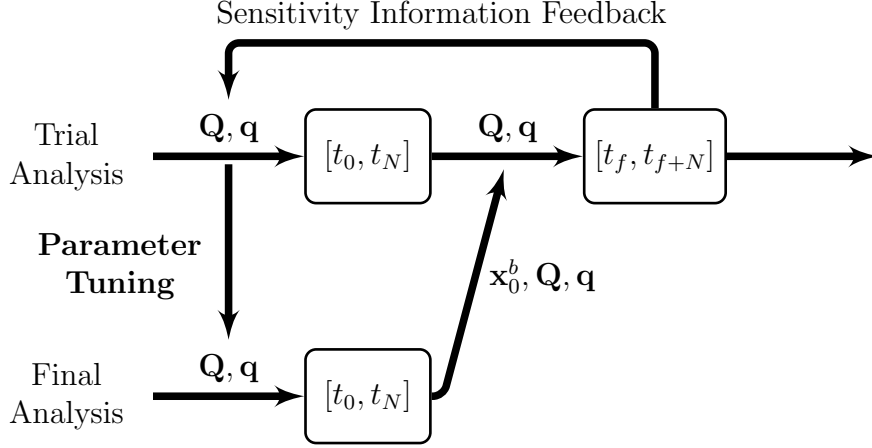 Sensitivity Information Feedback
Trial
Analysis
Q, q
[t_0, t_N]
Q, q
[t_f, t_{f+N}]
Parameter
Tuning
x_0^b, Q, q
Final
Analysis
Q, q
[t_0, t_N]